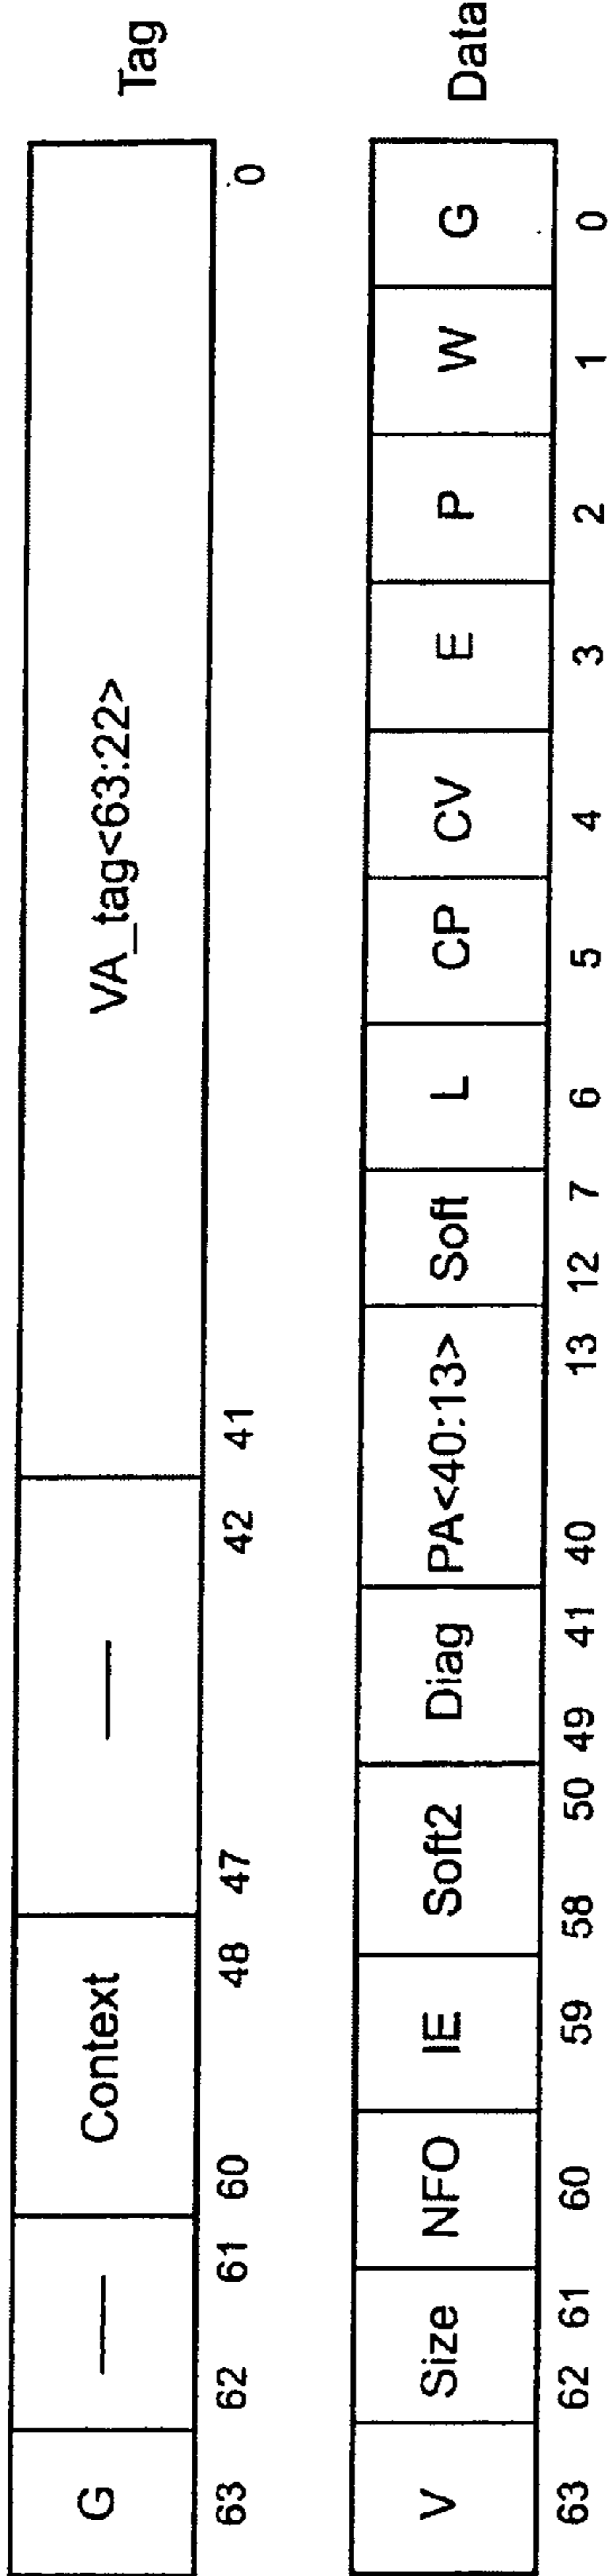 G — Context — VA_tag<63:22> Tag
63 62 61 60 48 47 42 41 0
V Size NFO IE Soft2 Diag PA<40:13> Soft L CP CV E P W G Data
63 62 61 60 59 58 50 49 41 40 13 12 7 6 5 4 3 2 1 0